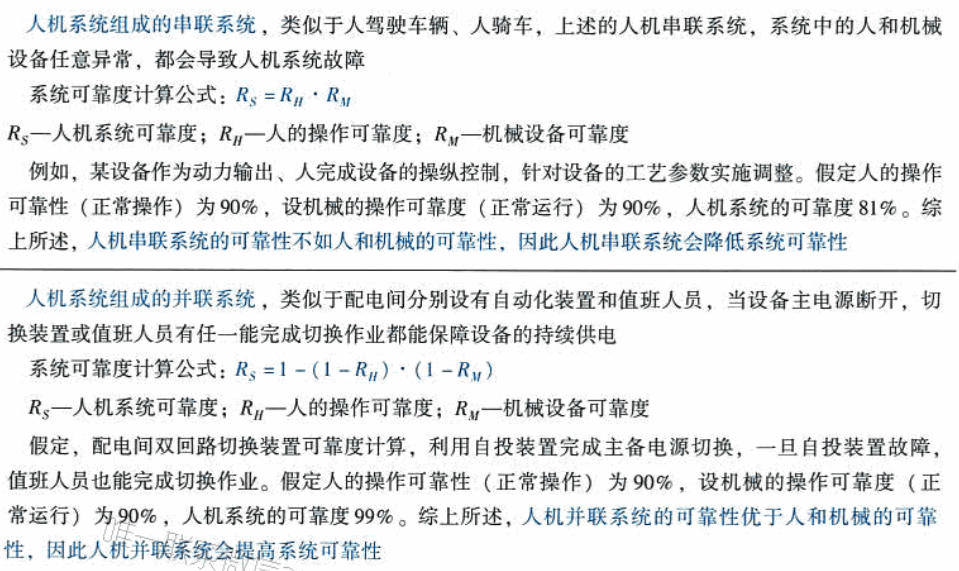 人机系统组成的串联系统，类似于人驾驶车辆、人骑车，上述的人机串联系统，系统中的人和机械
设备任意异常，都会导致人机系统故障
系统可靠度计算公式：R_S = R_H · R_M
R_S—人机系统可靠度；R_H—人的操作可靠度；R_M—机械设备可靠度
例如，某设备作为动力输出、人完成设备的操纵控制，针对设备的工艺参数实施调整。假定人的操作
可靠性（正常操作）为90%，设机械的操作可靠度（正常运行）为90%，人机系统的可靠度81%。综
上所述，人机串联系统的可靠性不如人和机械的可靠性，因此人机串联系统会降低系统可靠性
人机系统组成的并联系统，类似于配电间分别设有自动化装置和值班人员，当设备主电源断开，切
换装置或值班人员有任一能完成切换作业都能保障设备的持续供电
系统可靠度计算公式：R_S = 1 - (1 - R_H) · (1 - R_M)
R_S—人机系统可靠度；R_H—人的操作可靠度；R_M—机械设备可靠度
假定，配电间双回路切换装置可靠度计算，利用自投装置完成主备电源切换，一旦自投装置故障，
值班人员也能完成切换作业。假定人的操作可靠性（正常操作）为90%，设机械的操作可靠度（正
常运行）为90%，人机系统的可靠度99%。综上所述，人机并联系统的可靠性优于人和机械的可靠
性，因此人机并联系统会提高系统可靠性
唯一联系微信